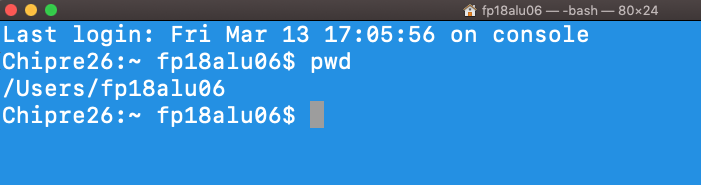 fp18alu06 — -bash — 80×24
Last login: Fri Mar 13 17:05:56 on console
Chipre26:~ fp18alu06$ pwd
/Users/fp18alu06
Chipre26:~ fp18alu06$